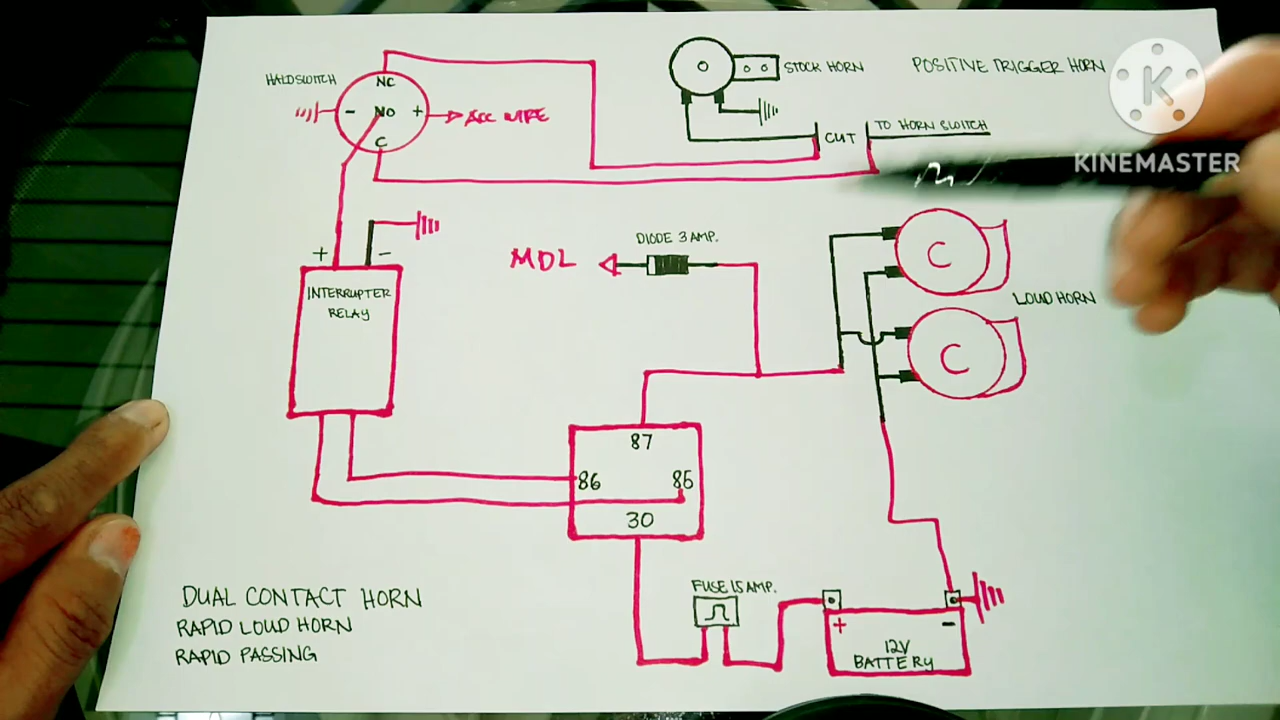 HALO SWITCH
NC
- NO +
C
ACC WIRE
STOCK HORN
POSITIVE TRIGGER HORN
CUT
TO HORN SWITCH
K
KINEMASTER
+ -
INTERRUPTER
RELAY
MDL
DIODE 3 AMP.
C
LOUD HORN
C
87
86 85
30
FUSE 15 AMP.
+ -
12V
BATTERY
DUAL CONTACT HORN
RAPID LOUD HORN
RAPID PASSING